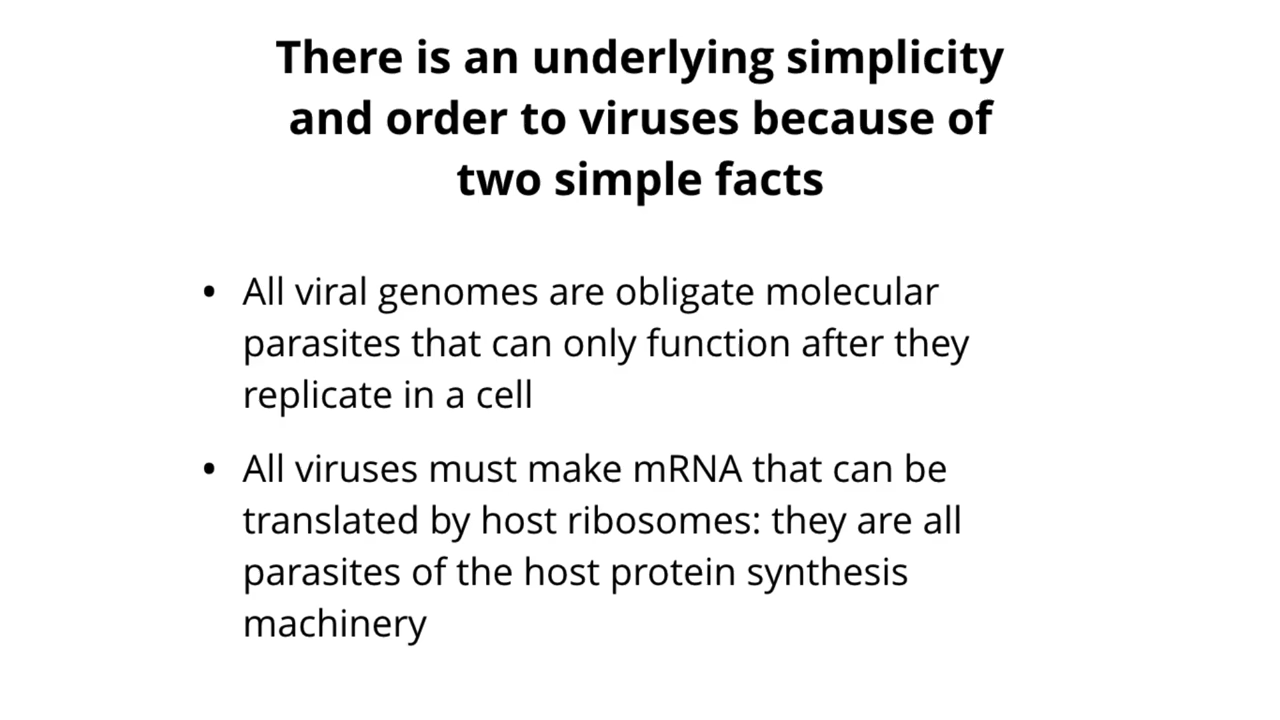 There is an underlying simplicity
and order to viruses because of
two simple facts
• All viral genomes are obligate molecular
parasites that can only function after they
replicate in a cell
• All viruses must make mRNA that can be
translated by host ribosomes: they are all
parasites of the host protein synthesis
machinery